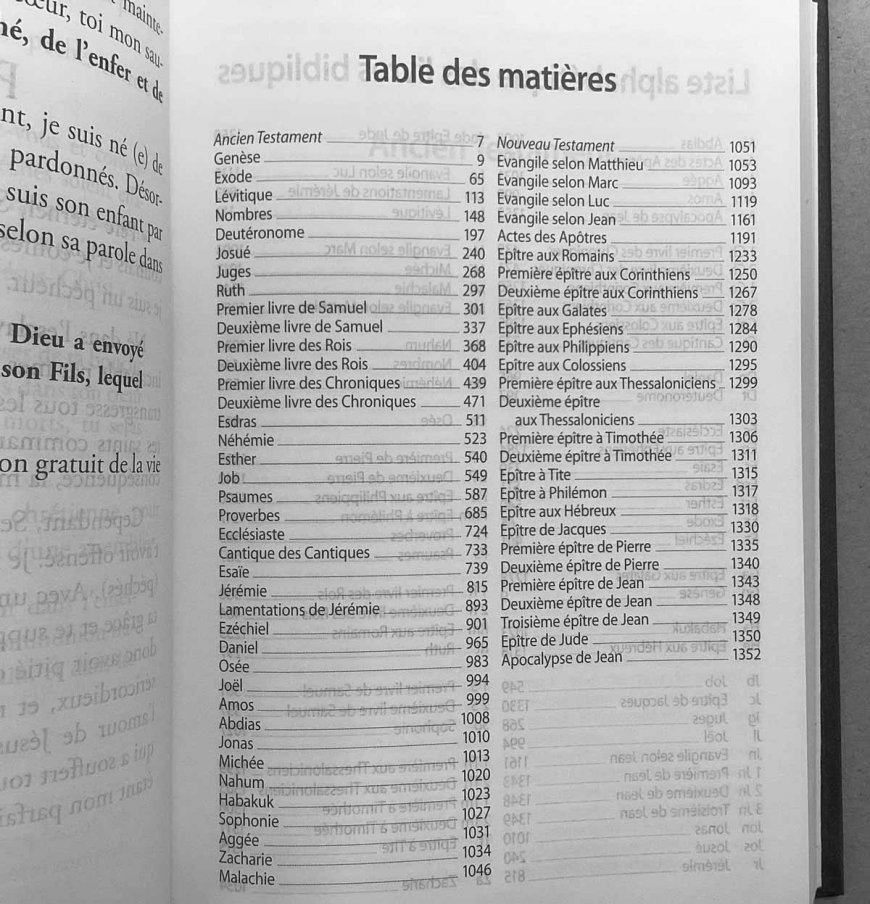 mainte-
cœur, toi mon sau-
né, de l'enfer et de
nt, je suis né (e) de
pardonnés. Désor-
suis son enfant par
selon sa parole dans
Dieu a envoyé
son Fils, lequel
on gratuit de la vie
Table des matières
Ancien Testament 7
Genèse 9
Exode 65
Lévitique 113
Nombres 148
Deutéronome 197
Josué 240
Juges 268
Ruth 297
Premier livre de Samuel 301
Deuxième livre de Samuel 337
Premier livre des Rois 368
Deuxième livre des Rois 404
Premier livre des Chroniques 439
Deuxième livre des Chroniques 471
Esdras 511
Néhémie 523
Esther 540
Job 549
Psaumes 587
Proverbes 685
Ecclésiaste 724
Cantique des Cantiques 733
Esaïe 739
Jérémie 815
Lamentations de Jérémie 893
Ezéchiel 901
Daniel 965
Osée 983
Joël 994
Amos 999
Abdias 1008
Jonas 1010
Michée 1013
Nahum 1020
Habakuk 1023
Sophonie 1027
Aggée 1031
Zacharie 1034
Malachie 1046
Nouveau Testament 1051
Evangile selon Matthieu 1053
Evangile selon Marc 1093
Evangile selon Luc 1119
Evangile selon Jean 1161
Actes des Apôtres 1191
Epître aux Romains 1233
Première épître aux Corinthiens 1250
Deuxième épître aux Corinthiens 1267
Epître aux Galates 1278
Epître aux Ephésiens 1284
Epître aux Philippiens 1290
Epître aux Colossiens 1295
Première épître aux Thessaloniciens 1299
Deuxième épître
aux Thessaloniciens 1303
Première épître à Timothée 1306
Deuxième épître à Timothée 1311
Epître à Tite 1315
Epître à Philémon 1317
Epître aux Hébreux 1318
Epître de Jacques 1330
Première épître de Pierre 1335
Deuxième épître de Pierre 1340
Première épître de Jean 1343
Deuxième épître de Jean 1348
Troisième épître de Jean 1349
Epître de Jude 1350
Apocalypse de Jean 1352